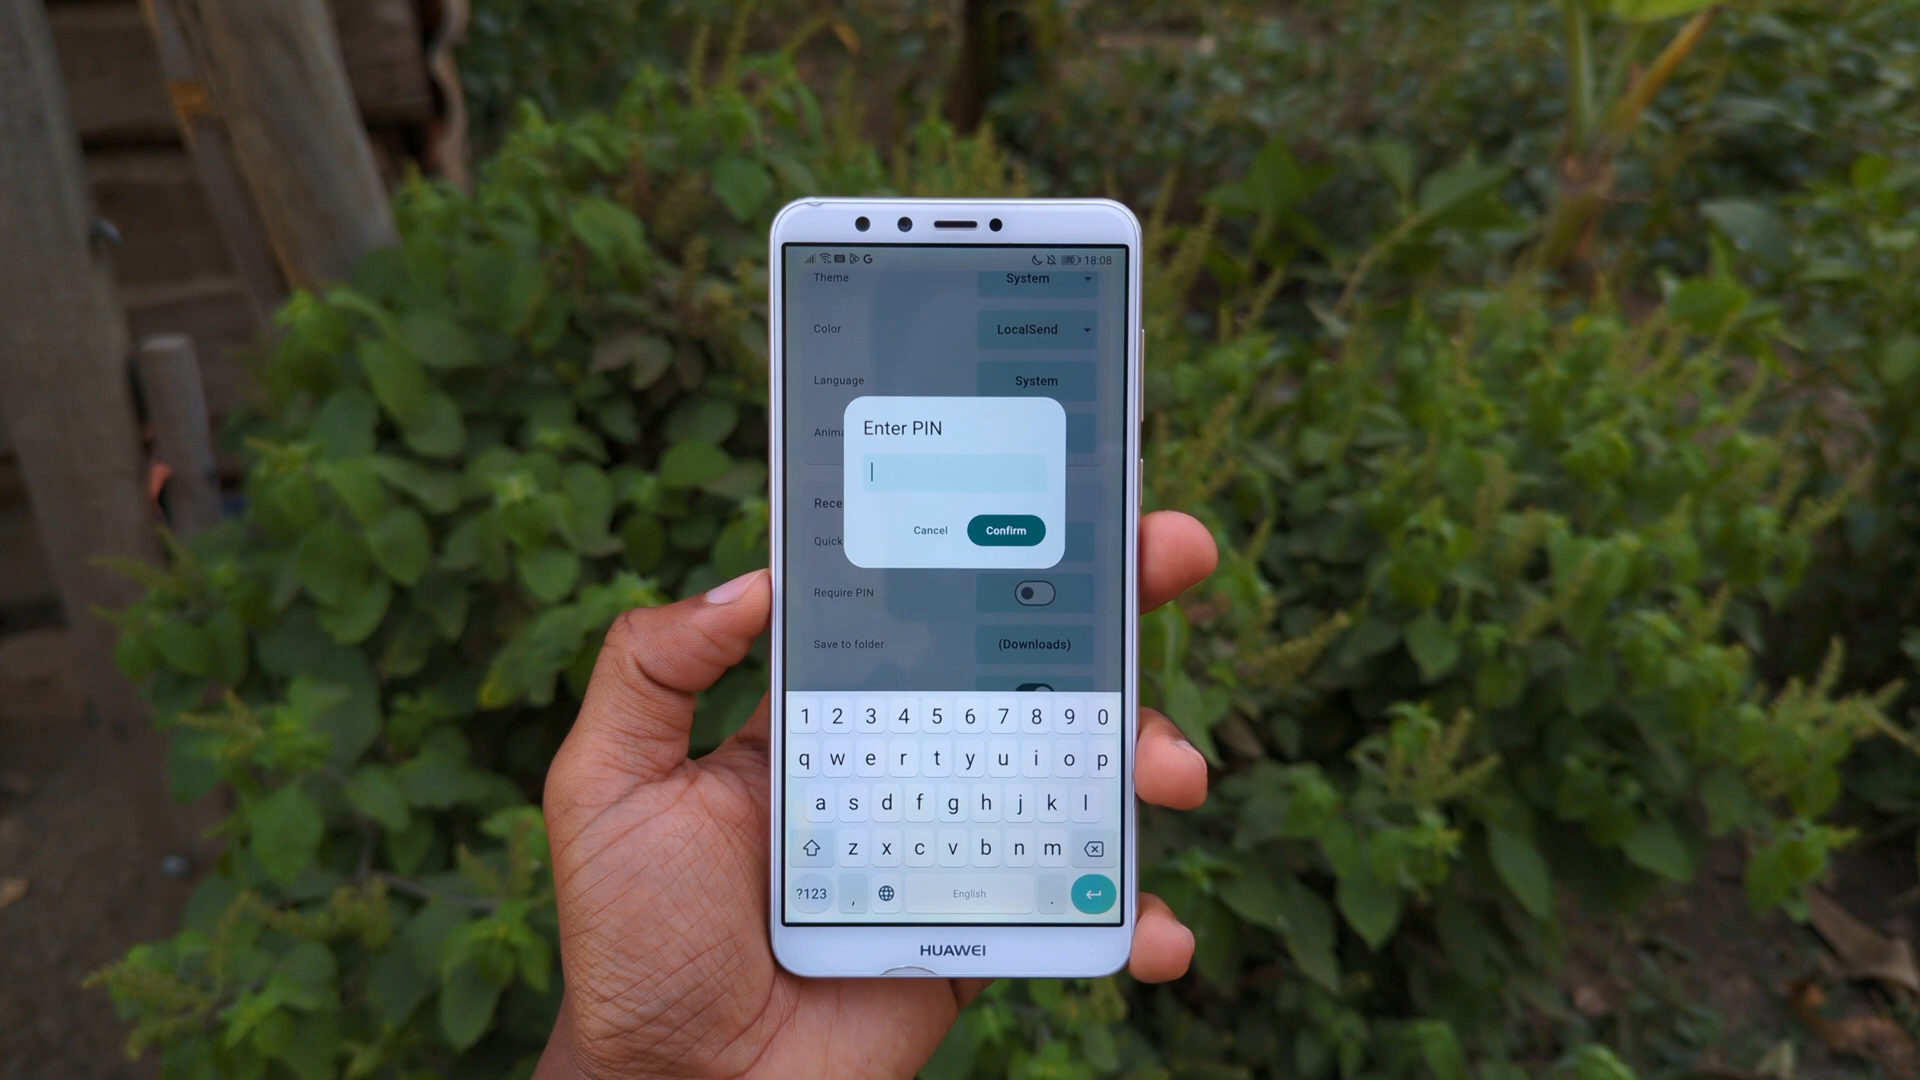 18:08
Theme System
Color LocalSend
Language System
Anima
Enter PIN
Rece
Cancel Confirm
Quick
Require PIN
Save to folder (Downloads)
1 2 3 4 5 6 7 8 9 0
q w e r t y u i o p
a s d f g h j k l
z x c v b n m
?123 , English .
HUAWEI